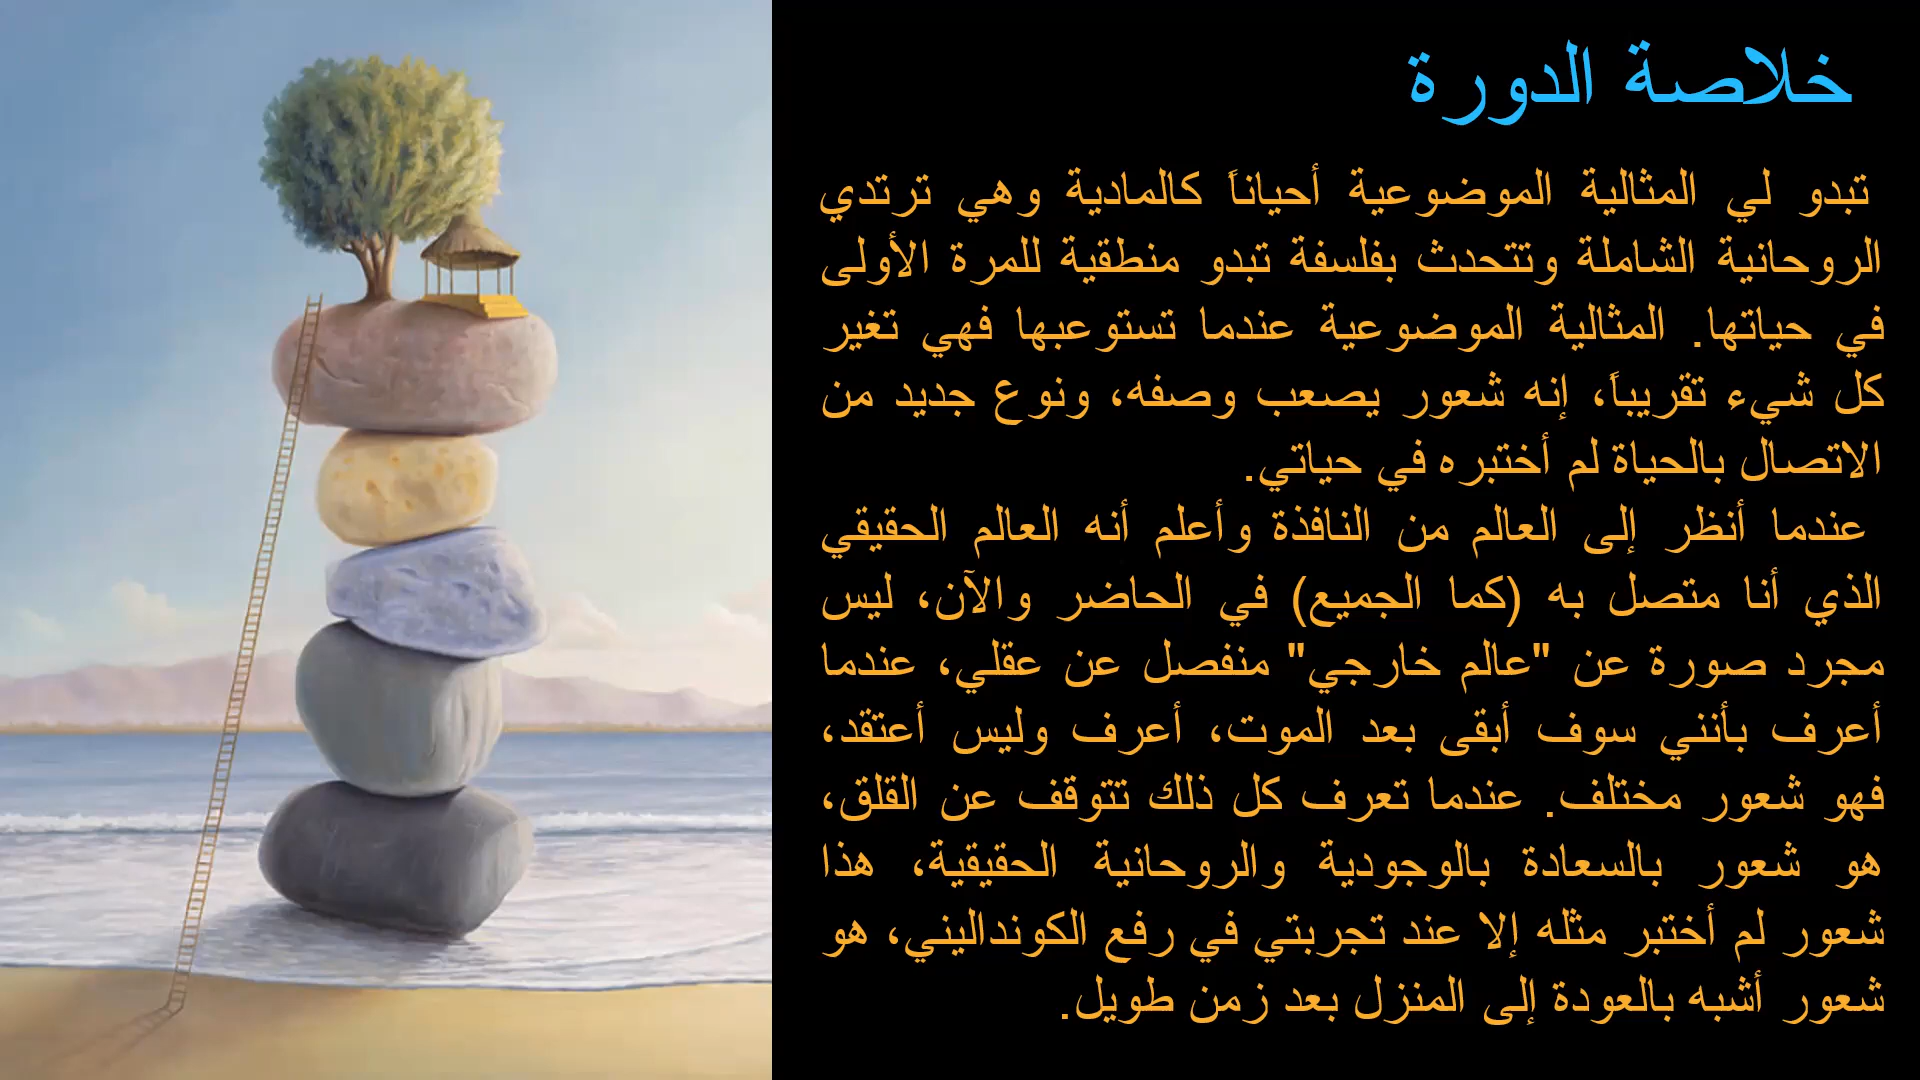 خلاصة الدورة
تبدو لي المثالية الموضوعية أحياناً كالمادية وهي ترتدي
الروحانية الشاملة وتتحدث بفلسفة تبدو منطقية للمرة الأولى
في حياتها. المثالية الموضوعية عندما تستوعبها فهي تغير
كل شيء تقريباً، إنه شعور يصعب وصفه، ونوع جديد من
الاتصال بالحياة لم أختبره في حياتي.
عندما أنظر إلى العالم من النافذة وأعلم أنه العالم الحقيقي
الذي أنا متصل به (كما الجميع) في الحاضر والآن، ليس
مجرد صورة عن "عالم خارجي" منفصل عن عقلي، عندما
أعرف بأنني سوف أبقى بعد الموت، أعرف وليس أعتقد،
فهو شعور مختلف. عندما تعرف كل ذلك تتوقف عن القلق،
هو شعور بالسعادة بالوجودية والروحانية الحقيقية، هذا
شعور لم أختبر مثله إلا عند تجربتي في رفع الكونداليني، هو
شعور أشبه بالعودة إلى المنزل بعد زمن طويل.